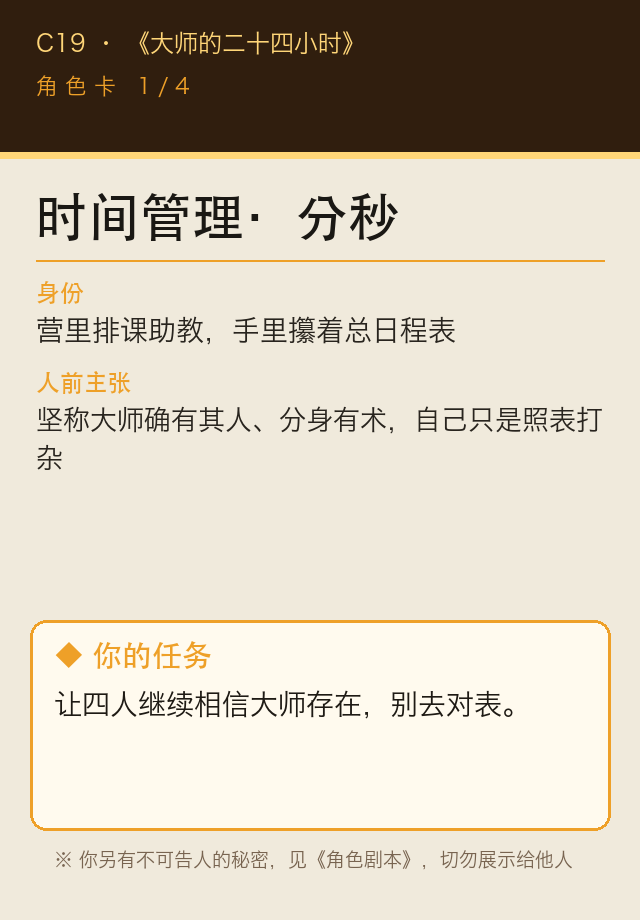 C19 · 《大师的二十四小时》
角色卡 1/4
时间管理· 分秒
身份
营里排课助教，手里攥着总日程表
人前主张
坚称大师确有其人、分身有术，自己只是照表打
杂
◆ 你的任务
让四人继续相信大师存在，别去对表。
※ 你另有不可告人的秘密，见《角色剧本》，切勿展示给他人